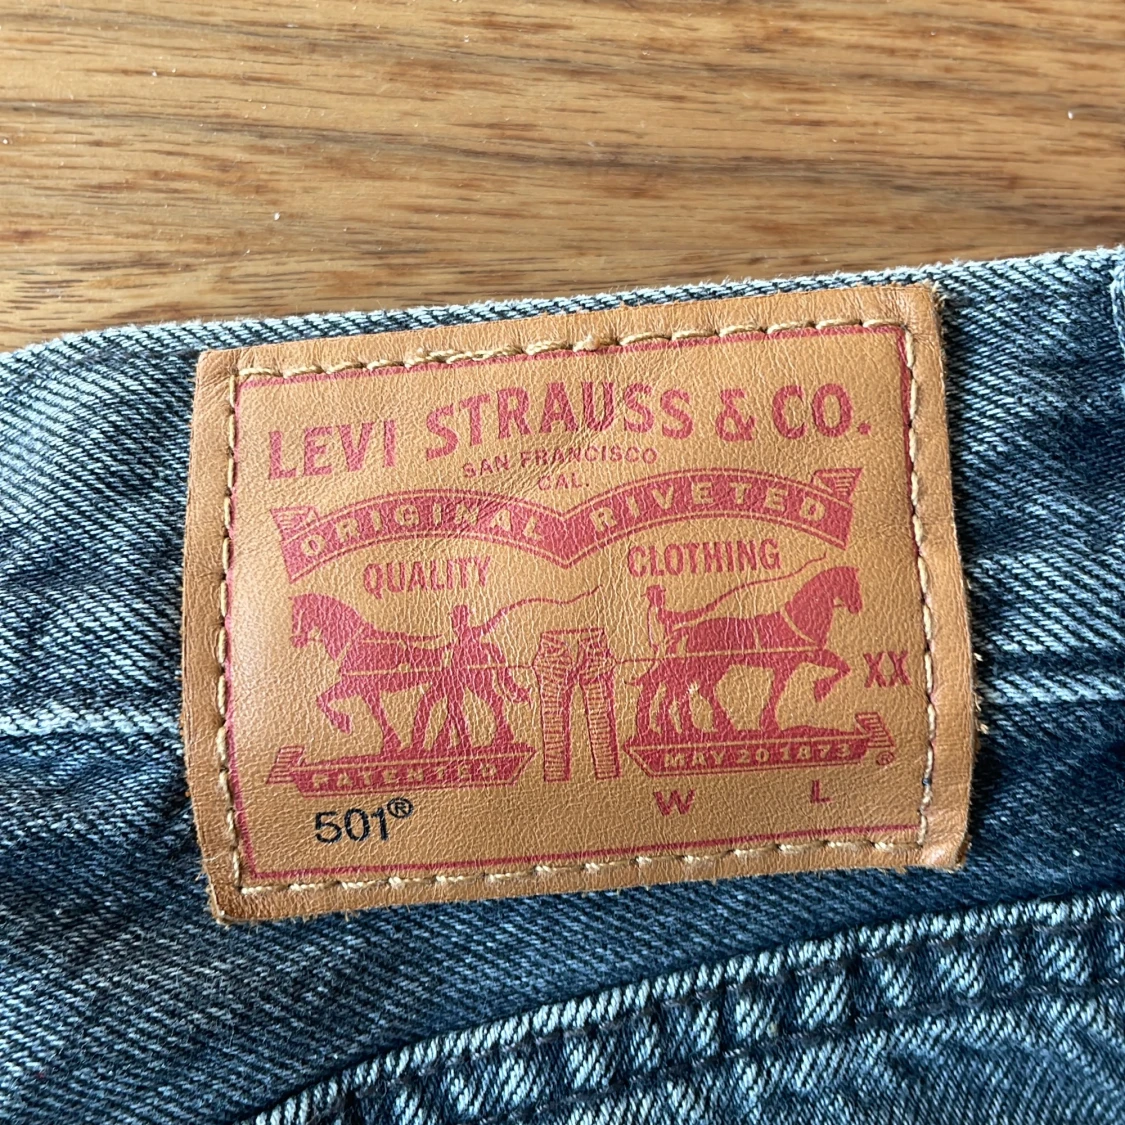 LEVI STRAUSS & CO.
SAN FRANCISCO
CAL.
ORIGINAL RIVETED
QUALITY CLOTHING
XX
PATENTED MAY 20 1873 ®
501® W L